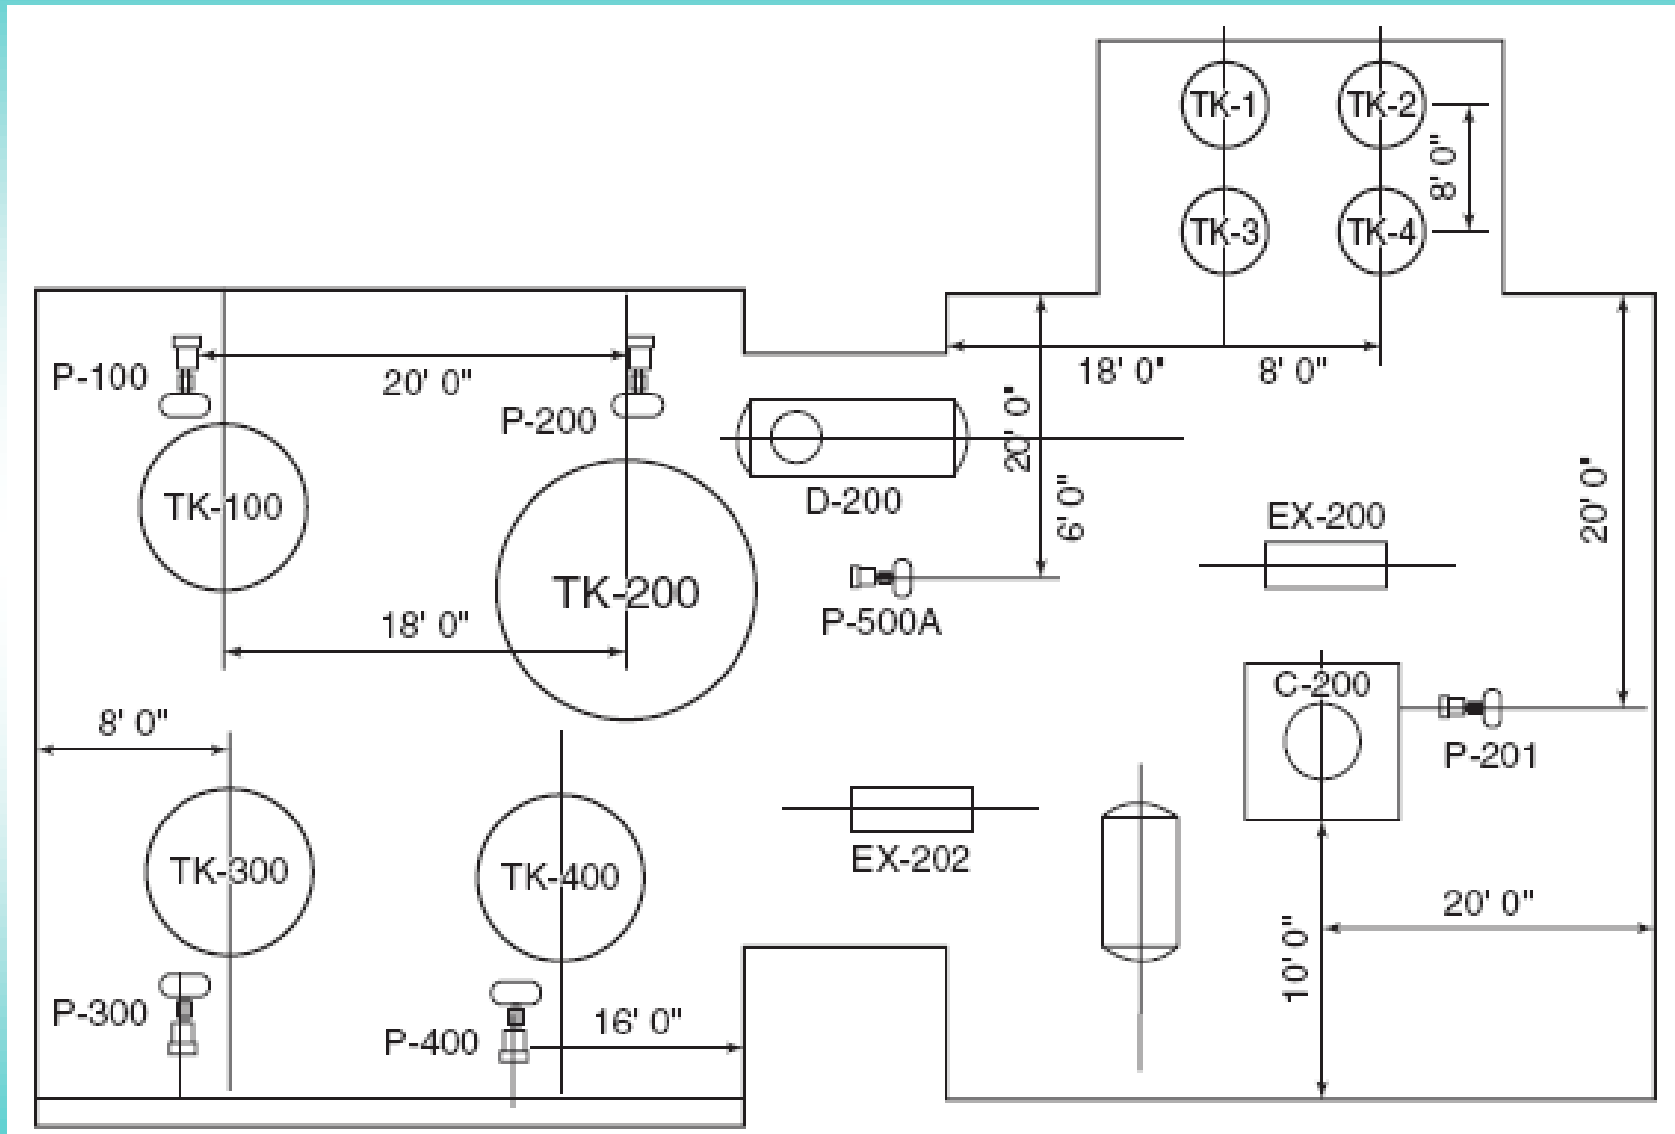 TK-1
TK-2
8' 0"
TK-3
TK-4
P-100
20' 0"
P-200
18' 0"
8' 0"
20' 0"
D-200
6' 0"
20' 0"
EX-200
TK-100
TK-200
P-500A
18' 0"
C-200
8' 0"
P-201
EX-202
TK-300
TK-400
20' 0"
10' 0"
P-300
P-400
16' 0"